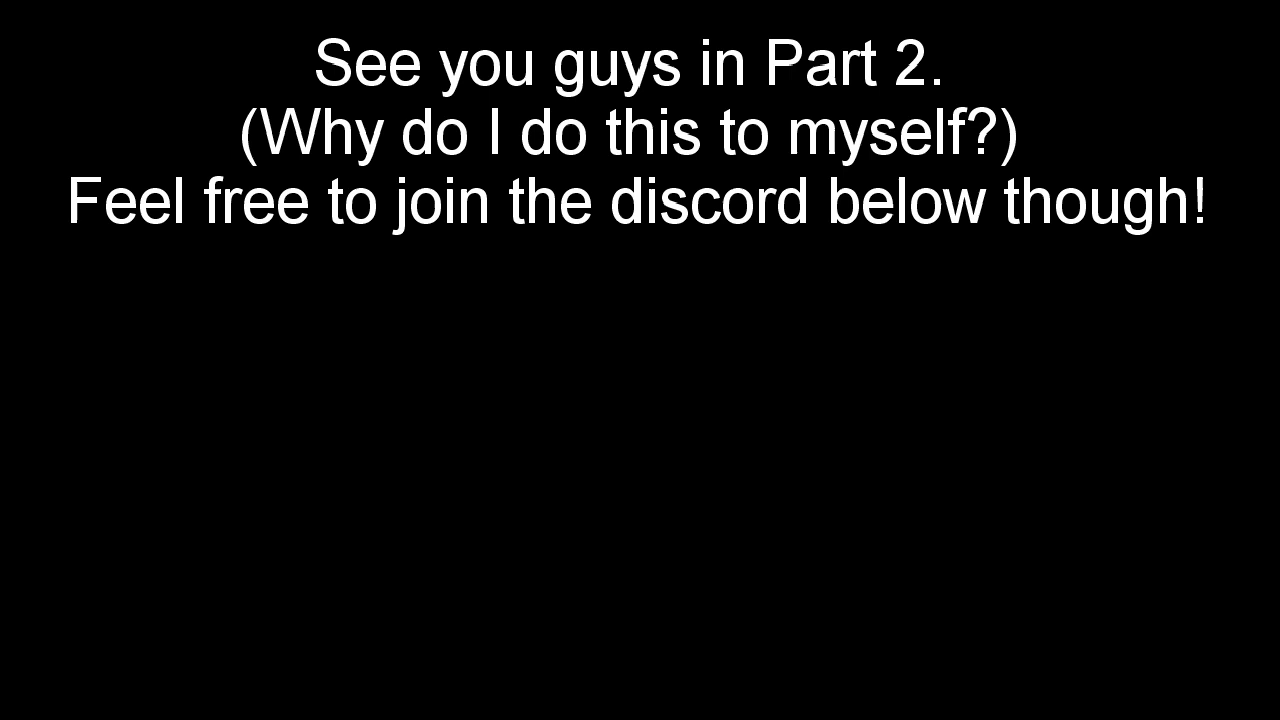 See you guys in Part 2.
(Why do I do this to myself?)
Feel free to join the discord below though!